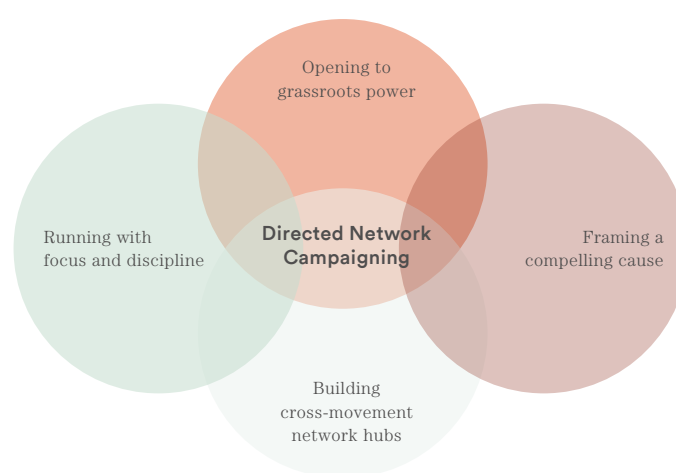 Opening to
grassroots power
Running with
focus and discipline
Directed Network
Campaigning
Framing a
compelling cause
Building
cross-movement
network hubs